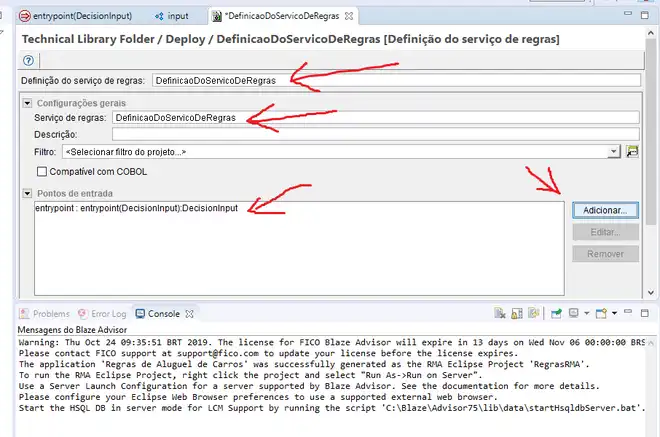 entrypoint(DecisionInput)
input
*DefinicaoDoServicoDeRegras
Technical Library Folder / Deploy / DefinicaoDoServicoDeRegras [Definição do serviço de regras]
Definição do serviço de regras: DefinicaoDoServicoDeRegras
Configurações gerais
Serviço de regras: DefinicaoDoServicoDeRegras
Descrição:
Filtro: <Selecionar filtro do projeto...>
Compatível com COBOL
Pontos de entrada
entrypoint : entrypoint(DecisionInput):DecisionInput
Adicionar...
Editar...
Remover
Problems Error Log Console
Mensagens do Blaze Advisor
Warning: Thu Oct 24 09:35:51 BRT 2019. The license for FICO Blaze Advisor will expire in 13 days on Wed Nov 06 00:00:00 BRS
Please contact FICO support at support@fico.com to update your license before the license expires.
The application 'Regras de Aluguel de Carros' was successfully generated as the RMA Eclipse Project 'RegrasRMA'.
To run the RMA Eclipse Project, right click the project and select "Run As->Run on Server".
Use a Server Launch Configuration for a server supported by Blaze Advisor. See the documentation for more details.
Please configure your Eclipse Web Browser preferences to use a supported external web browser.
Start the HSQL DB in server mode for LCM Support by running the script 'C:\Blaze\Advisor75\lib\data\startHsqldbServer.bat'.